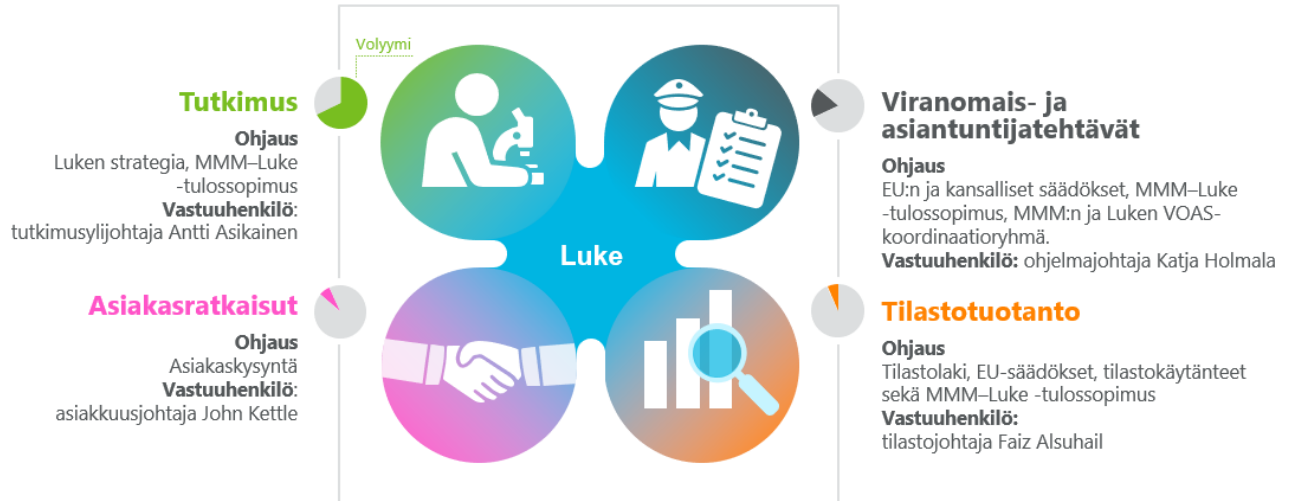 Volyymi
Tutkimus
Ohjaus
Luken strategia, MMM–Luke
-tulossopimus
Vastuuhenkilö:
tutkimusylijohtaja Antti Asikainen
Viranomais- ja
asiantuntijatehtävät
Ohjaus
EU:n ja kansalliset säädökset, MMM–Luke
-tulossopimus, MMM:n ja Luken VOAS-
koordinaatioryhmä.
Vastuuhenkilö: ohjelmajohtaja Katja Holmala
Luke
Asiakasratkaisut
Ohjaus
Asiakaskysyntä
Vastuuhenkilö:
asiakkuusjohtaja John Kettle
Tilastotuotanto
Ohjaus
Tilastolaki, EU-säädökset, tilastokäytänteet
sekä MMM–Luke -tulossopimus
Vastuuhenkilö:
tilastojohtaja Faiz Alsuhail